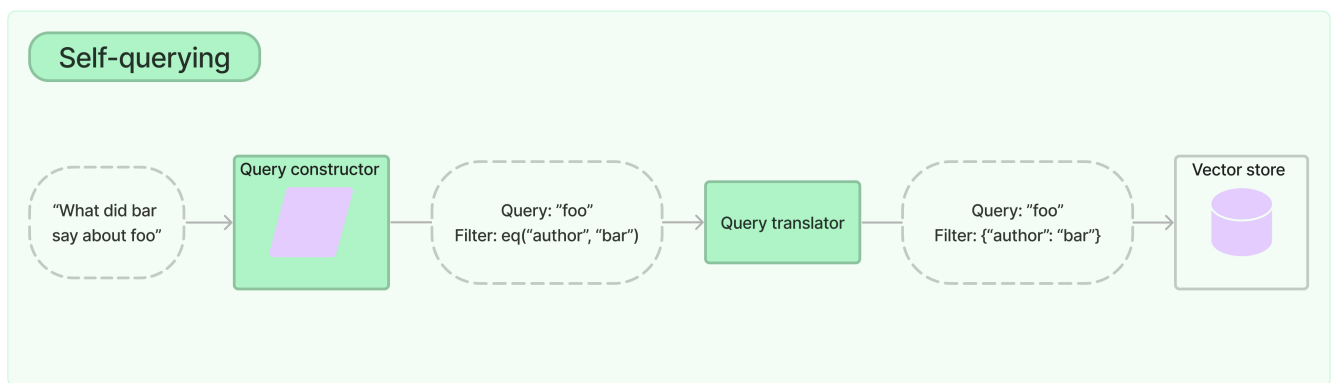 Self-querying
“What did bar
say about foo”
Query constructor
Query: ”foo”
Filter: eq(“author”, “bar”)
Query translator
Query: ”foo”
Filter: {“author”: “bar”}
Vector store